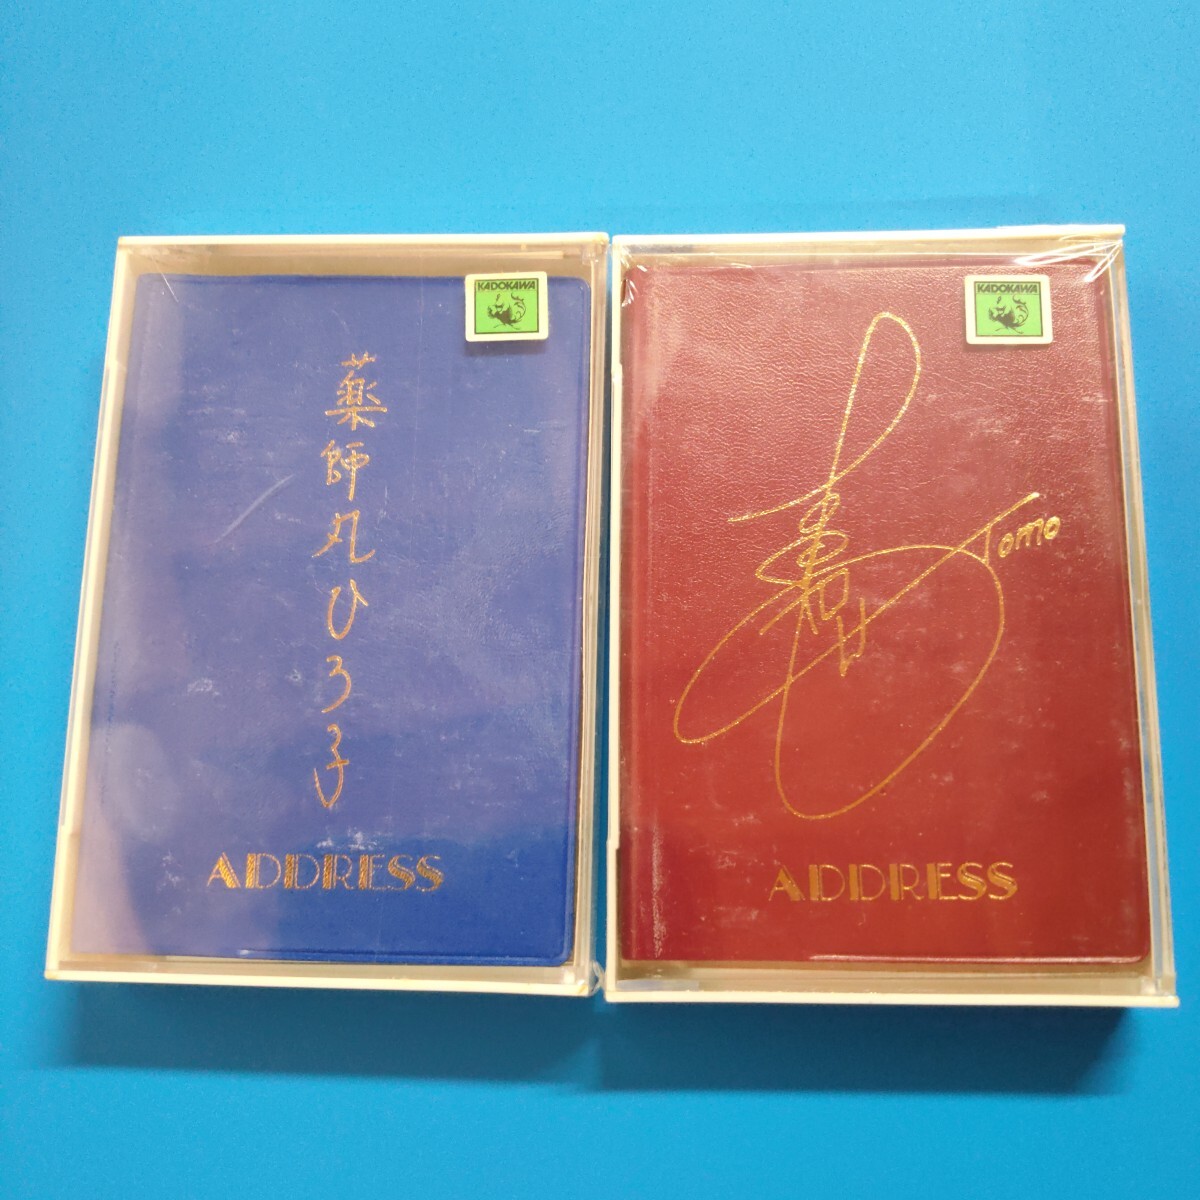 KADOKAWA
薬師丸ひろ子
ADDRESS
KADOKAWA
Tomo
ADDRESS